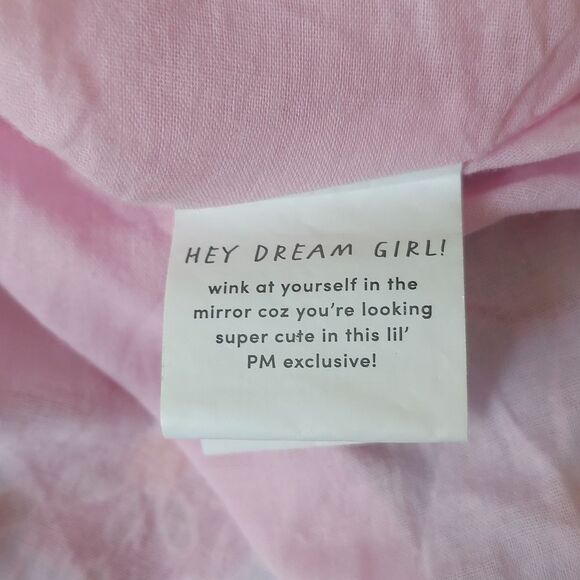 HEY DREAM GIRL!
wink at yourself in the
mirror coz you're looking
super cute in this lil'
PM exclusive!